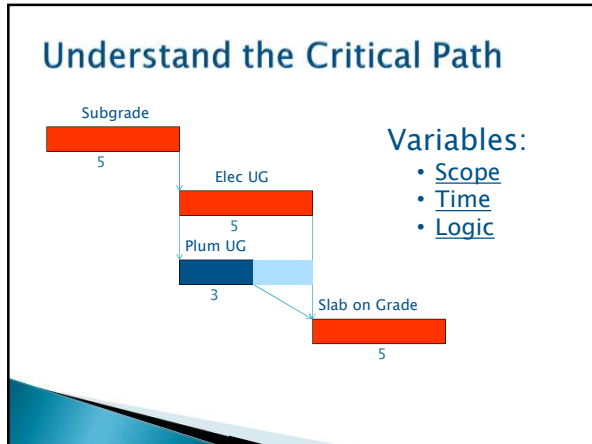 Understand the Critical Path
Subgrade
5
Elec UG
5
Plum UG
3
Slab on Grade
5
Variables:
• Scope
• Time
• Logic